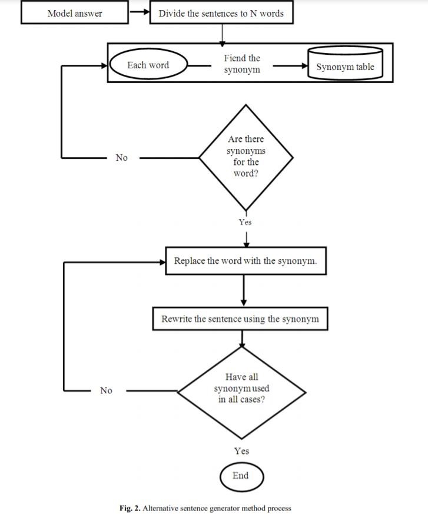 Model answer
Divide the sentences to N words
Each word
Fiend the
synonym
Synonym table
Are there
synonyms
for the
word?
No
Yes
Replace the word with the synonym.
Rewrite the sentence using the synonym
Have all
synonym used
in all cases?
No
Yes
End
Fig. 2. Alternative sentence generator method process